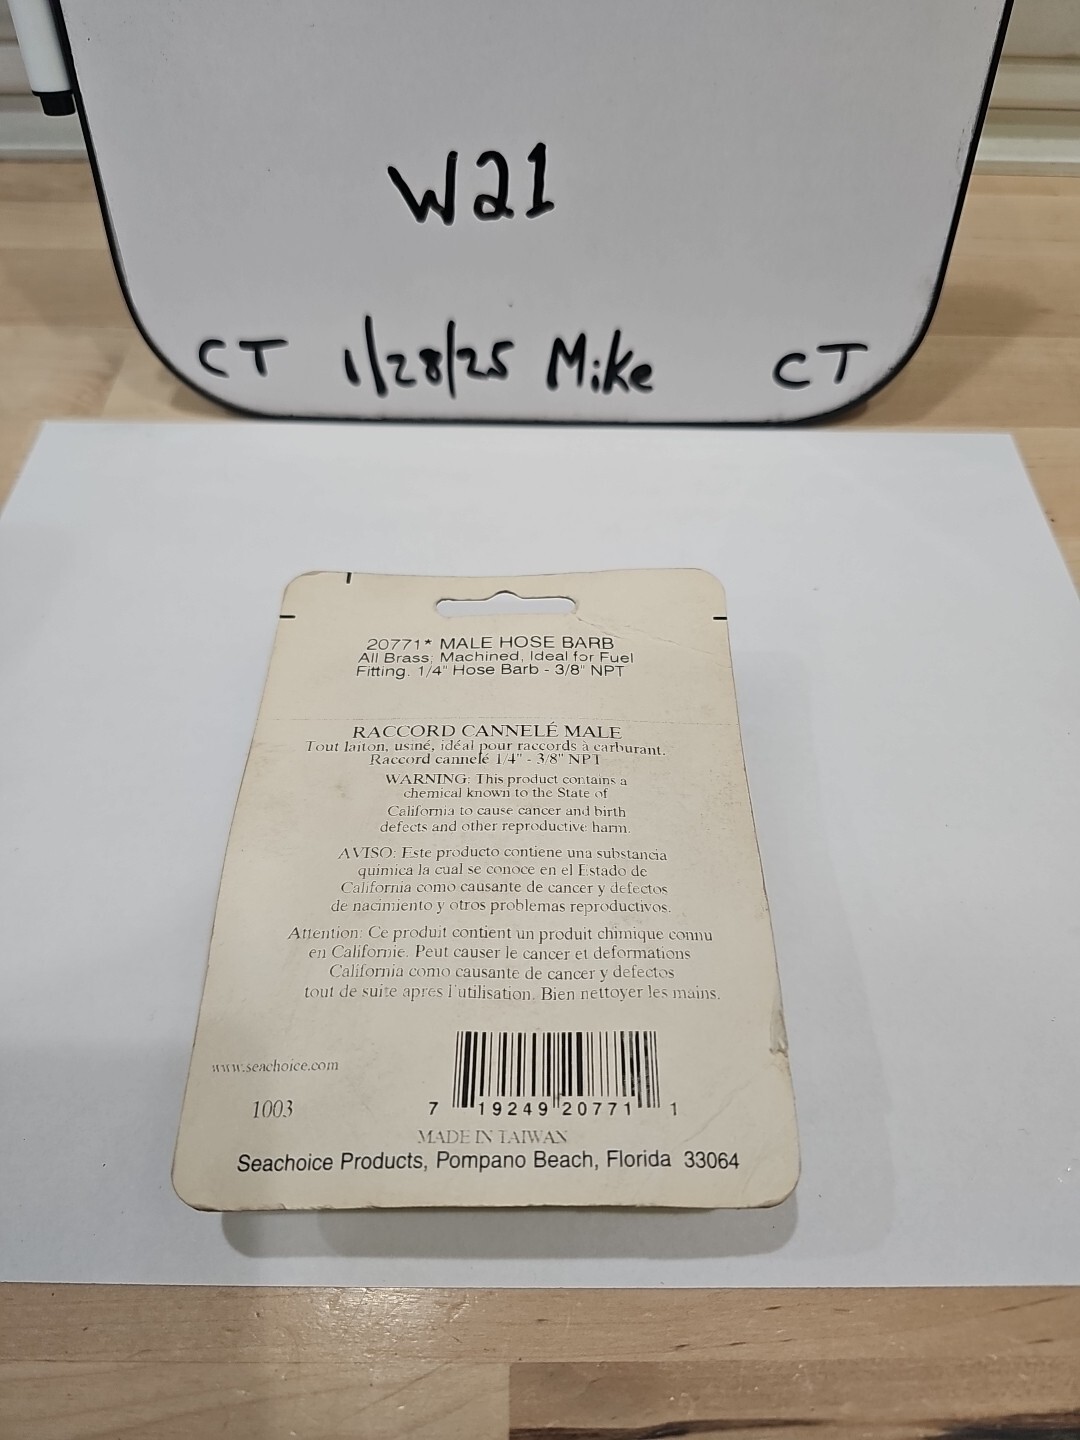 W21
CT 1/28/25 Mike CT
20771* MALE HOSE BARB
All Brass, Machined, Ideal for Fuel
Fitting. 1/4" Hose Barb - 3/8" NPT
RACCORD CANNELÉ MALE
Tout laiton, usiné, idéal pour raccords à carburant.
Raccord cannelé 1/4" - 3/8" NPT
WARNING: This product contains a
chemical known to the State of
California to cause cancer and birth
defects and other reproductive harm.
AVISO: Este producto contiene una substancia
quimica la cual se conoce en el Estado de
California como causante de cancer y defectos
de nacimiento y otros problemas reproductivos.
Attention: Ce produit contient un produit chimique connu
en Californie. Peut causer le cancer et deformations
California como causante de cancer y defectos
tout de suite apres l'utilisation. Bien nettoyer les mains.
www.seachoice.com
1003
7 19249 20771 1
MADE IN TAIWAN
Seachoice Products, Pompano Beach, Florida 33064